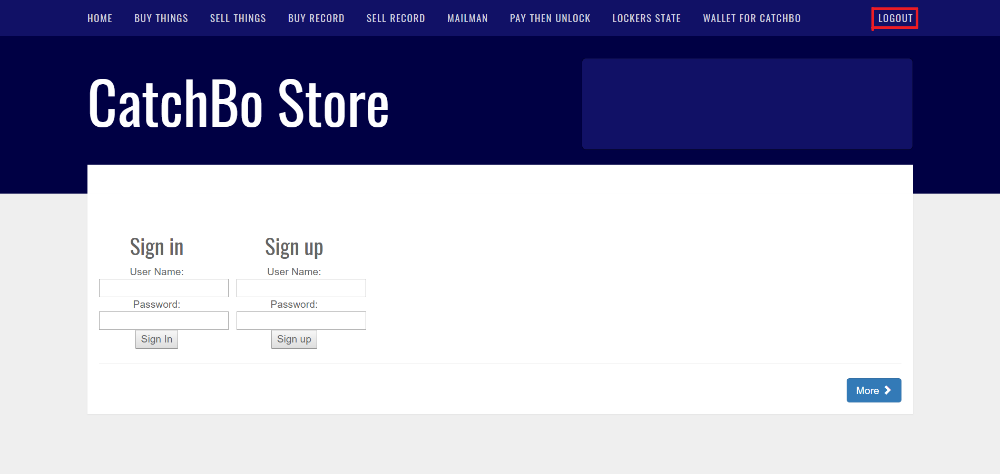 HOME BUY THINGS SELL THINGS BUY RECORD SELL RECORD MAILMAN PAY THEN UNLOCK LOCKERS STATE WALLET FOR CATCHBO LOGOUT
CatchBo Store
Sign in Sign up
User Name: User Name:
Password: Password:
Sign In Sign up
More